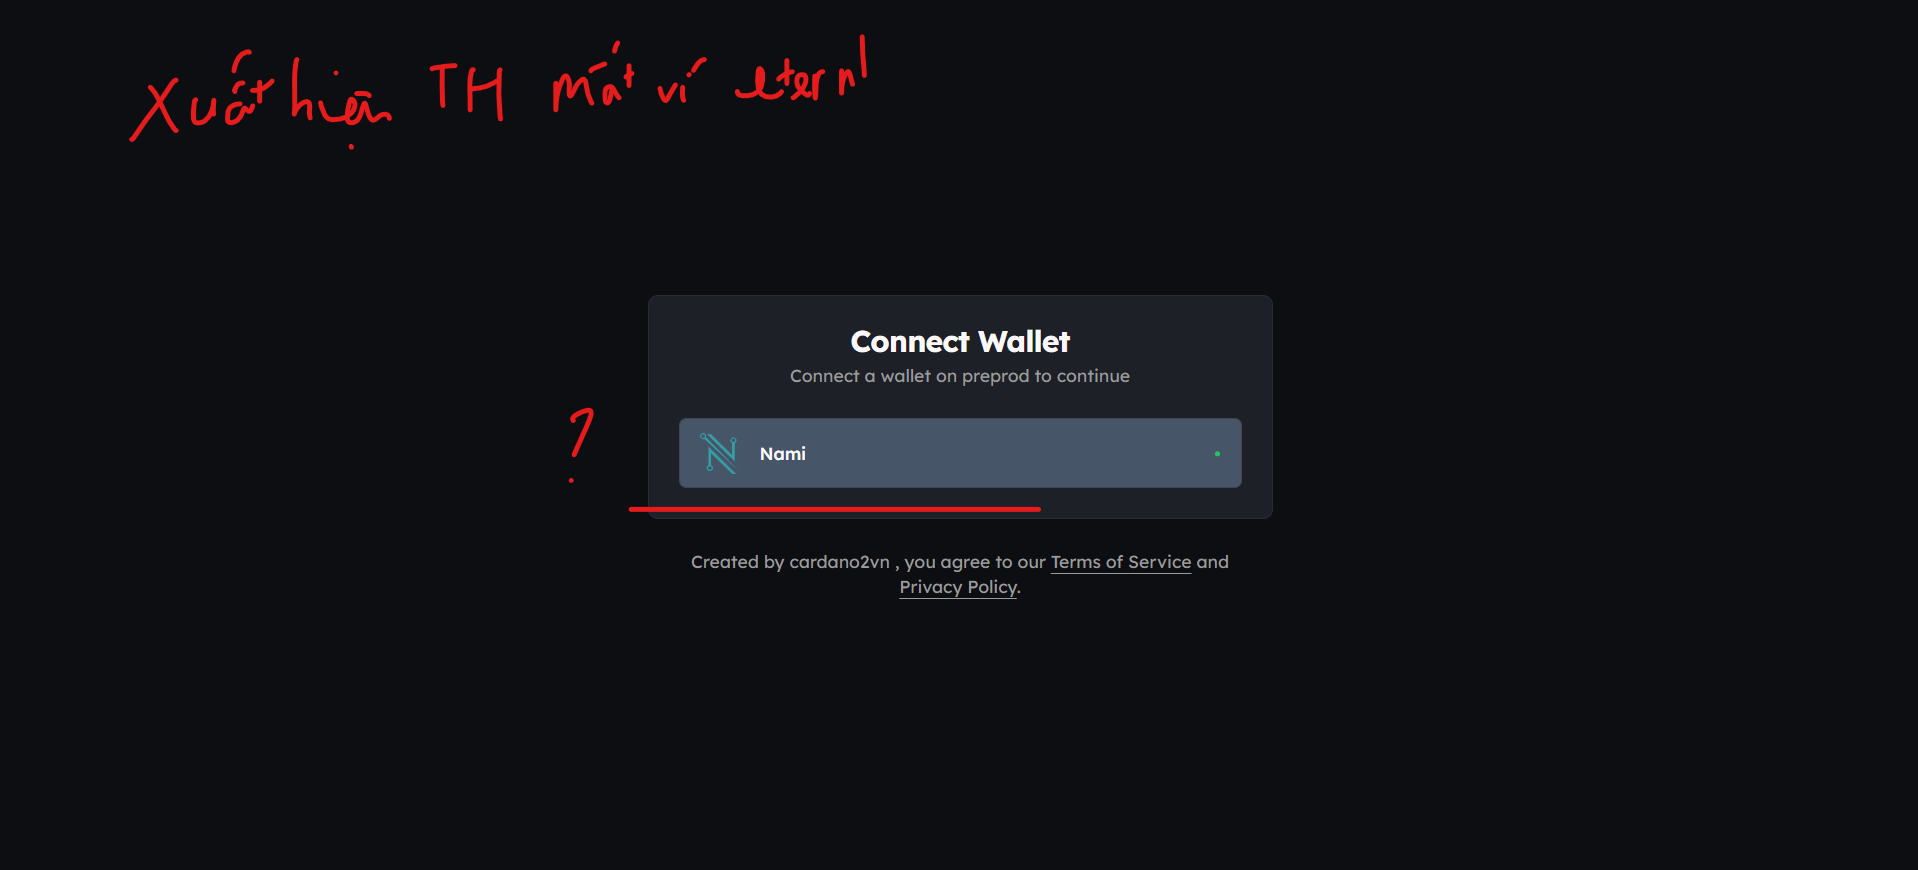 Xuất hiện TH mất ví eternl
Connect Wallet
Connect a wallet on preprod to continue
?
Nami
Created by cardano2vn , you agree to our Terms of Service and
Privacy Policy.